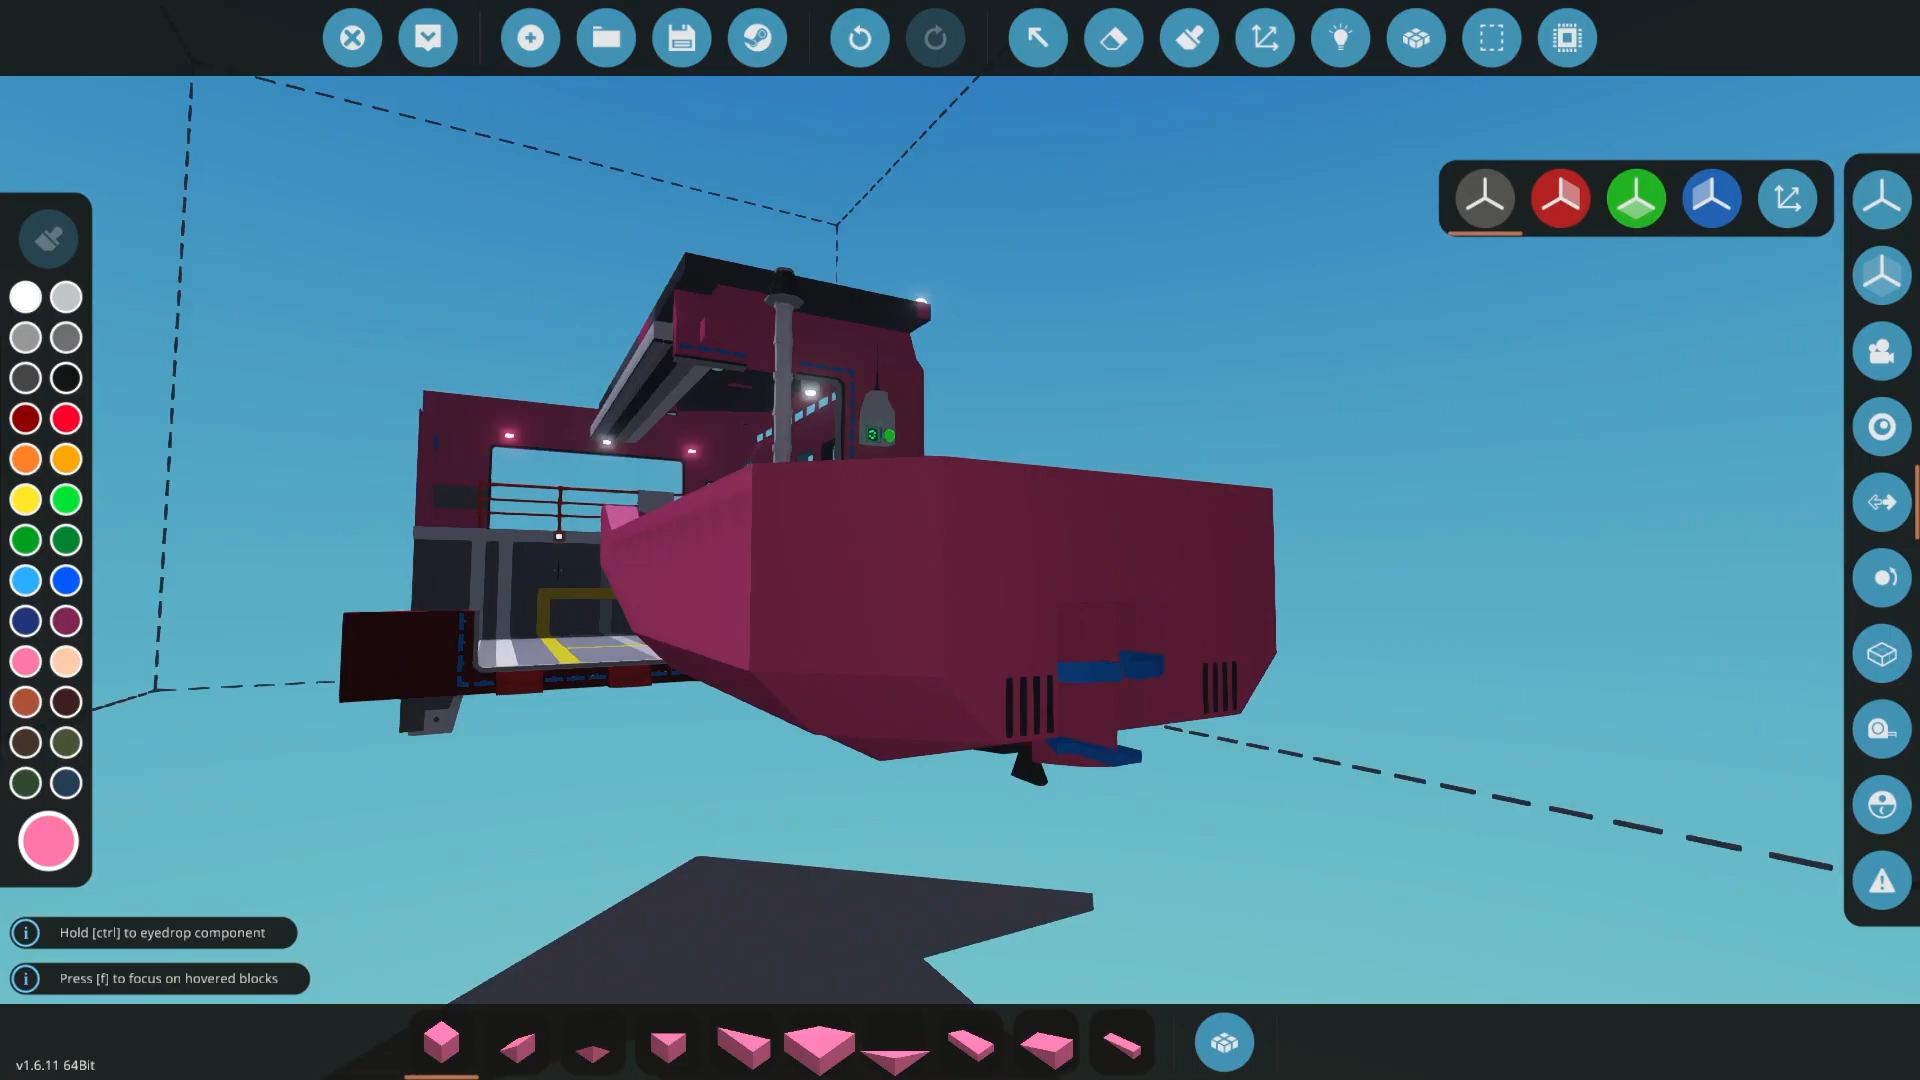 Hold [ctrl] to eyedrop component
Press [f] to focus on hovered blocks
v1.6.11 64Bit